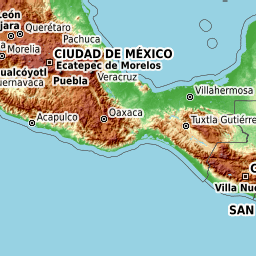 León
Querétaro
jara
Pachuca
Morelia
CIUDAD DE MÉXICO
Ecatepec de Morelos
ualcóyotl
Puebla
Veracruz
uernavaca
Villahermosa
Acapulco
Oaxaca
Tuxtla Gutiérre
G
Villa Nue
SAN